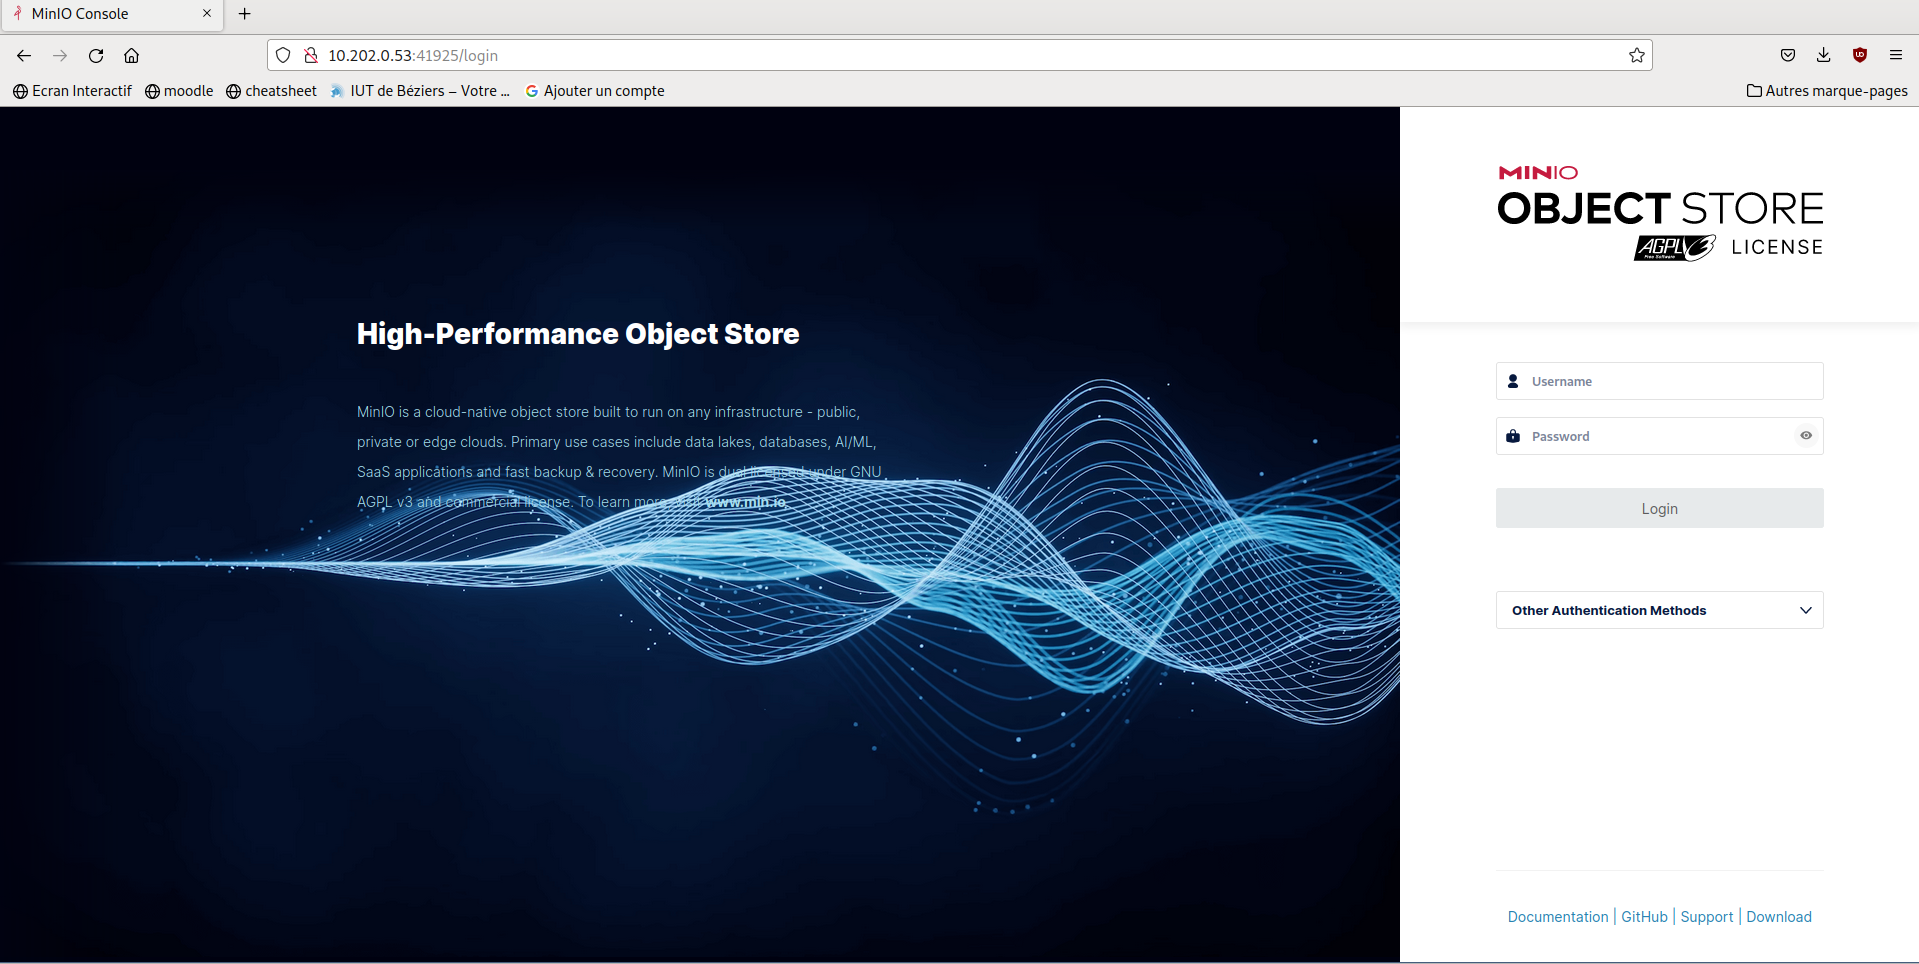 MinIO Console
10.202.0.53:41925/login
Ecran Interactif
moodle
cheatsheet
IUT de Béziers – Votre ...
Ajouter un compte
Autres marque-pages
High-Performance Object Store
MinIO is a cloud-native object store built to run on any infrastructure - public,
private or edge clouds. Primary use cases include data lakes, databases, AI/ML,
SaaS applications and fast backup & recovery. MinIO is dual licensed under GNU
AGPL v3 and commercial license. To learn more, visit www.min.io.
MINIO
OBJECT STORE
AGPLv3 LICENSE
Free Software
Username
Password
Login
Other Authentication Methods
Documentation | GitHub | Support | Download